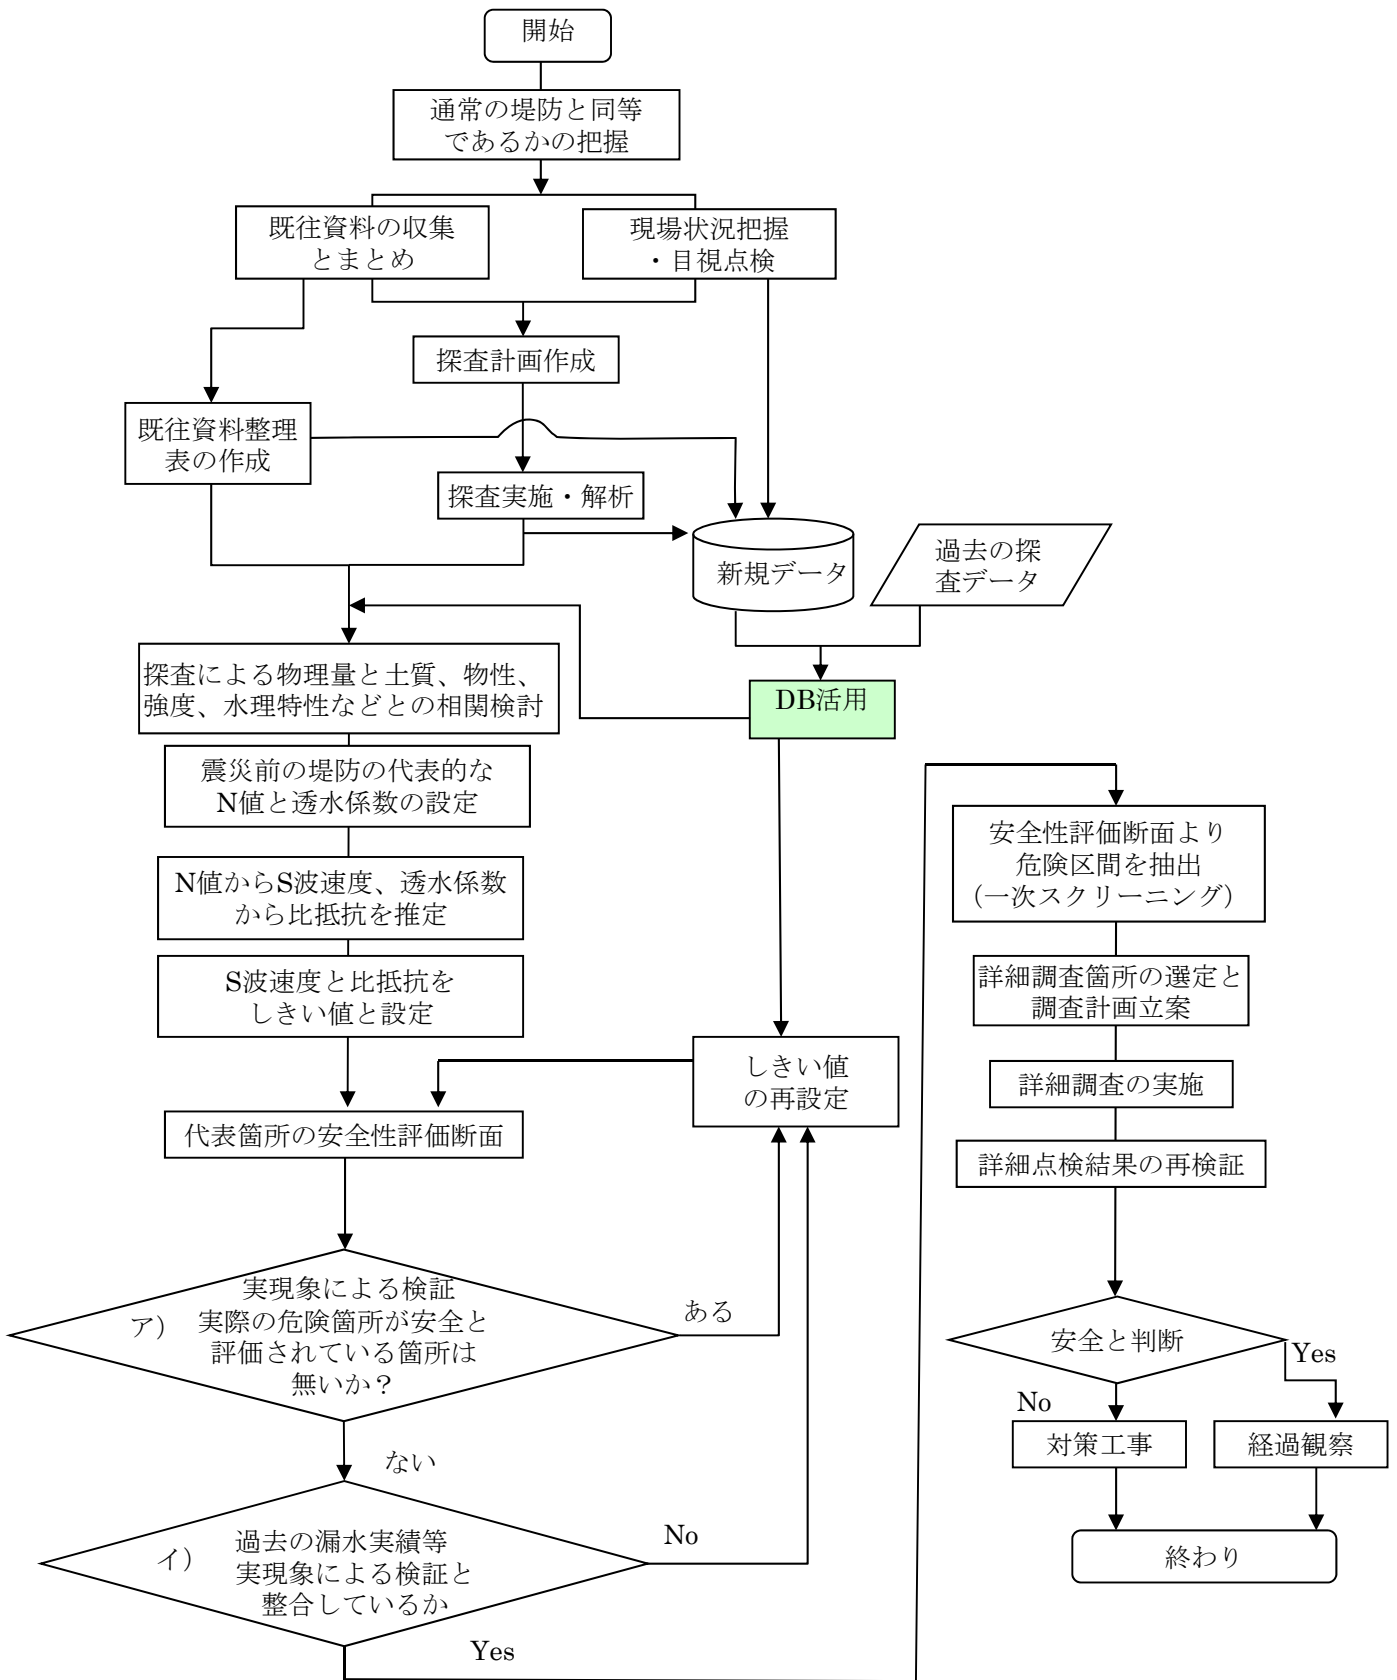 開始
通常の堤防と同等
であるかの把握
既往資料の収集
とまとめ
現場状況把握
・目視点検
探査計画作成
既往資料整理
表の作成
探査実施・解析
新規データ
過去の探
査データ
探査による物理量と土質、物性、
強度、水理特性などとの相関検討
DB活用
震災前の堤防の代表的な
N値と透水係数の設定
N値からS波速度、透水係数
から比抵抗を推定
S波速度と比抵抗を
しきい値と設定
しきい値
の再設定
代表箇所の安全性評価断面
ア）
実現象による検証
実際の危険箇所が安全と
評価されている箇所は
無いか？
ある
ない
イ）
過去の漏水実績等
実現象による検証と
整合しているか
No
Yes
安全性評価断面より
危険区間を抽出
（一次スクリーニング）
詳細調査箇所の選定と
調査計画立案
詳細調査の実施
詳細点検結果の再検証
安全と判断
Yes
No
対策工事
経過観察
終わり